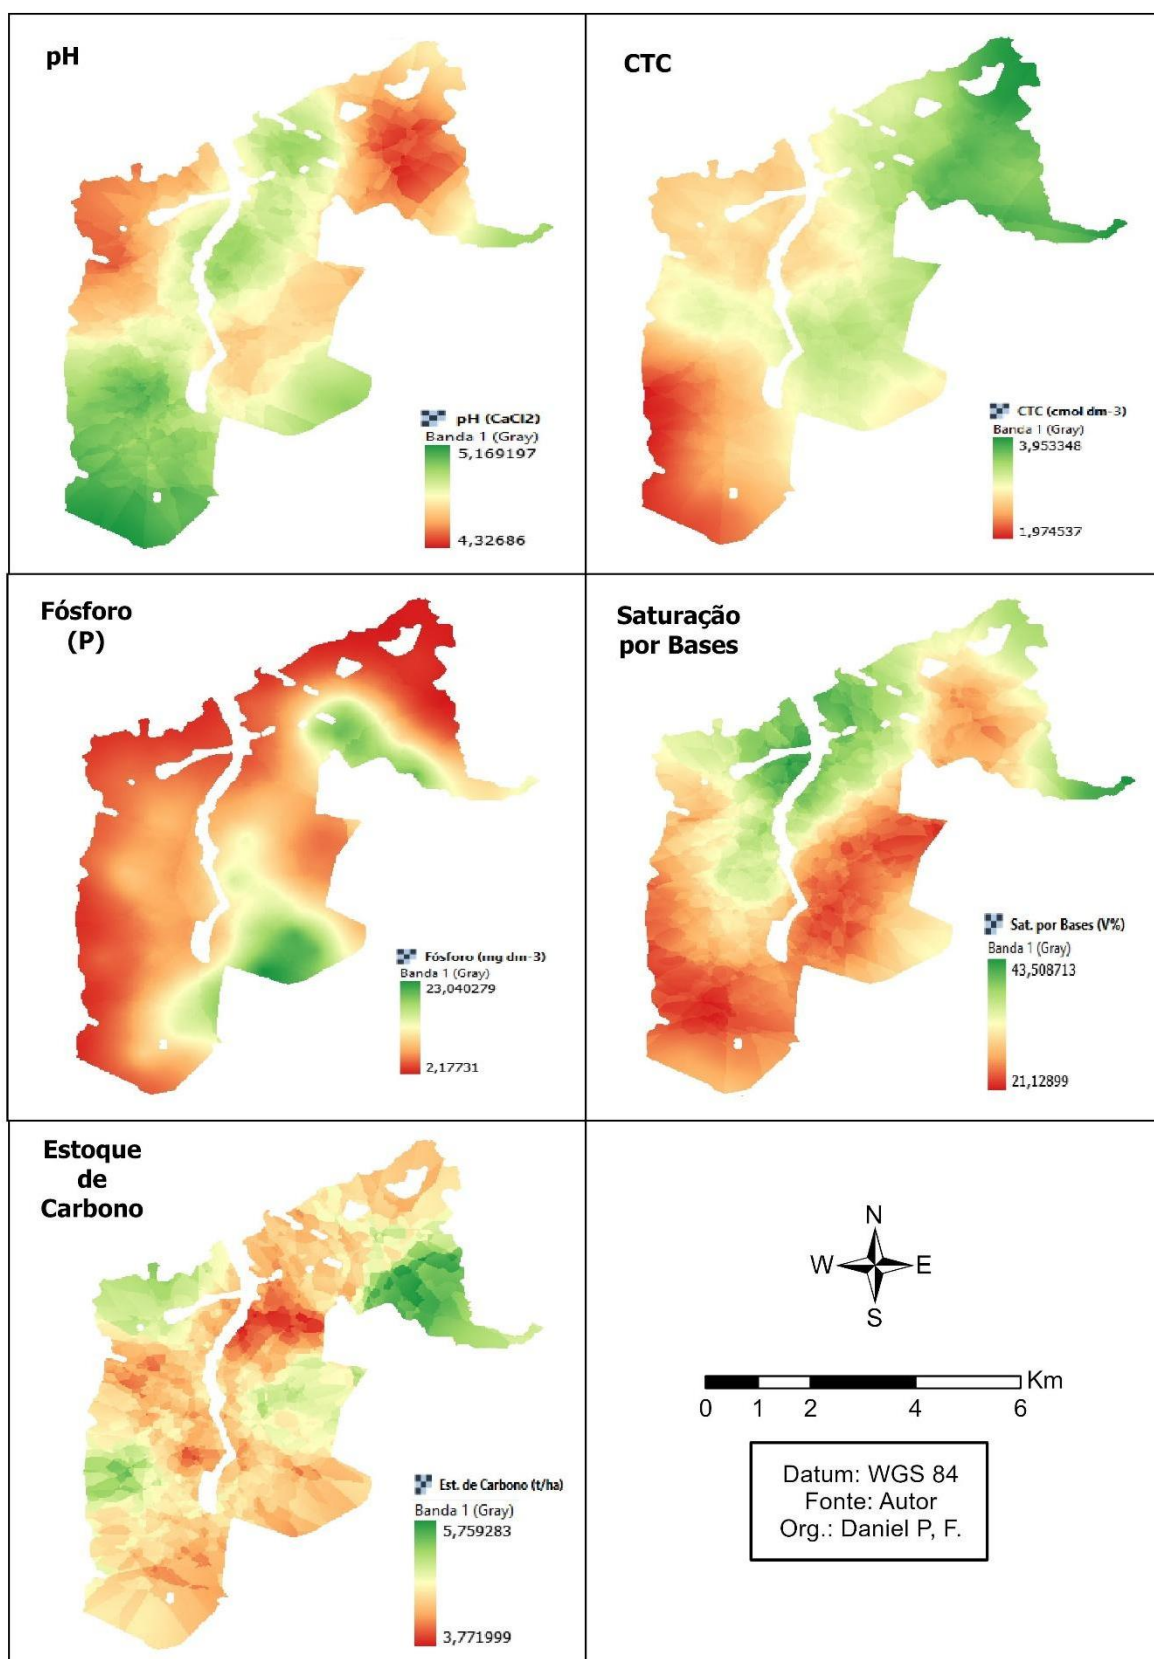 pH
pH (CaCl2)
Banda 1 (Gray)
5,169197
4,32686
CTC
CTC (cmol dm-3)
Banda 1 (Gray)
3,953348
1,974537
Fósforo
(P)
Fósforo (mg dm-3)
Banda 1 (Gray)
23,040279
2,17731
Saturação
por Bases
Sat. por Bases (V%)
Banda 1 (Gray)
43,508713
21,12899
Estoque
de
Carbono
Est. de Carbono (t/ha)
Banda 1 (Gray)
5,759283
3,771999
N
W E
S
Km
0 1 2 4 6
Datum: WGS 84
Fonte: Autor
Org.: Daniel P, F.